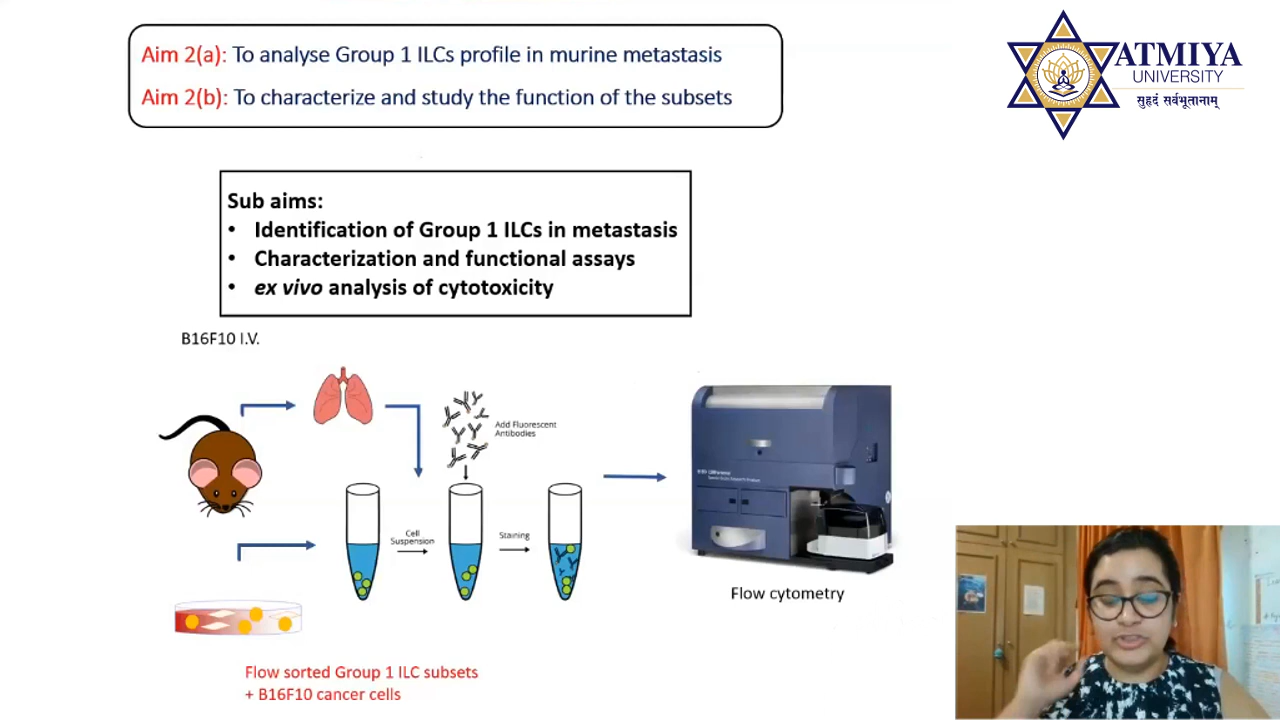 Aim 2(a): To analyse Group 1 ILCs profile in murine metastasis
Aim 2(b): To characterize and study the function of the subsets
ATMIYA
UNIVERSITY
सुहृदं सर्वभूतानाम्
Sub aims:
• Identification of Group 1 ILCs in metastasis
• Characterization and functional assays
• ex vivo analysis of cytotoxicity
B16F10 I.V.
Add Fluorescent
Antibodies
Cell
Suspension
Staining
Flow cytometry
Flow sorted Group 1 ILC subsets
+ B16F10 cancer cells